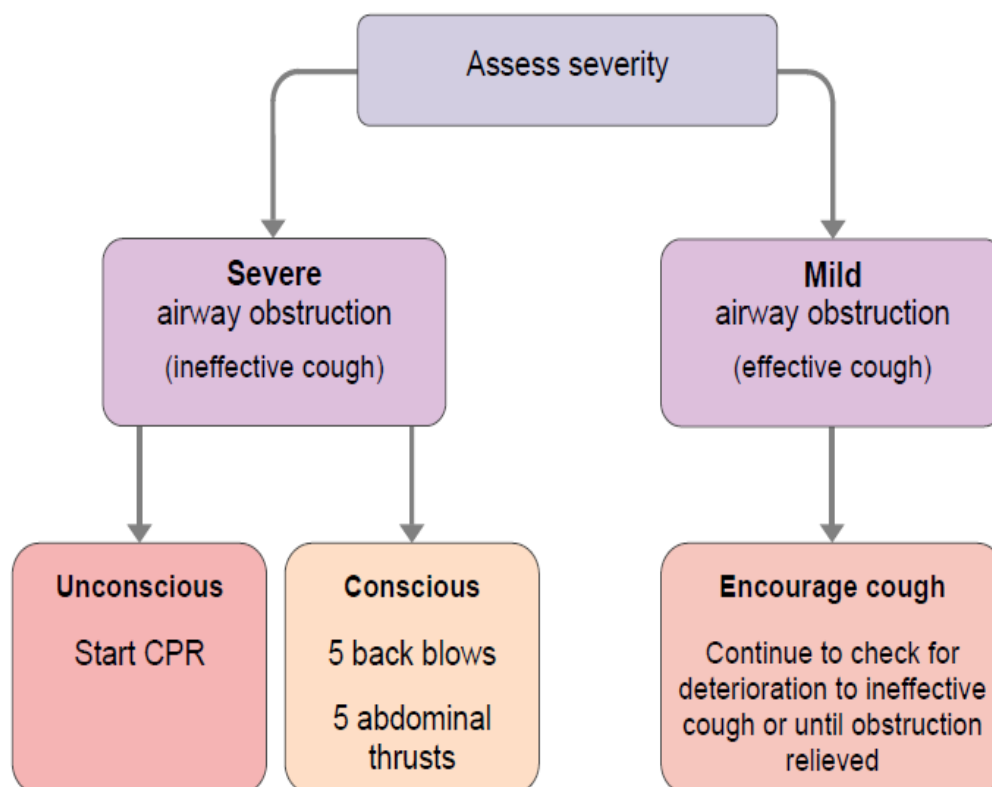 Assess severity
Severe
airway obstruction
(ineffective cough)
Mild
airway obstruction
(effective cough)
Unconscious
Start CPR
Conscious
5 back blows
5 abdominal
thrusts
Encourage cough
Continue to check for
deterioration to ineffective
cough or until obstruction
relieved